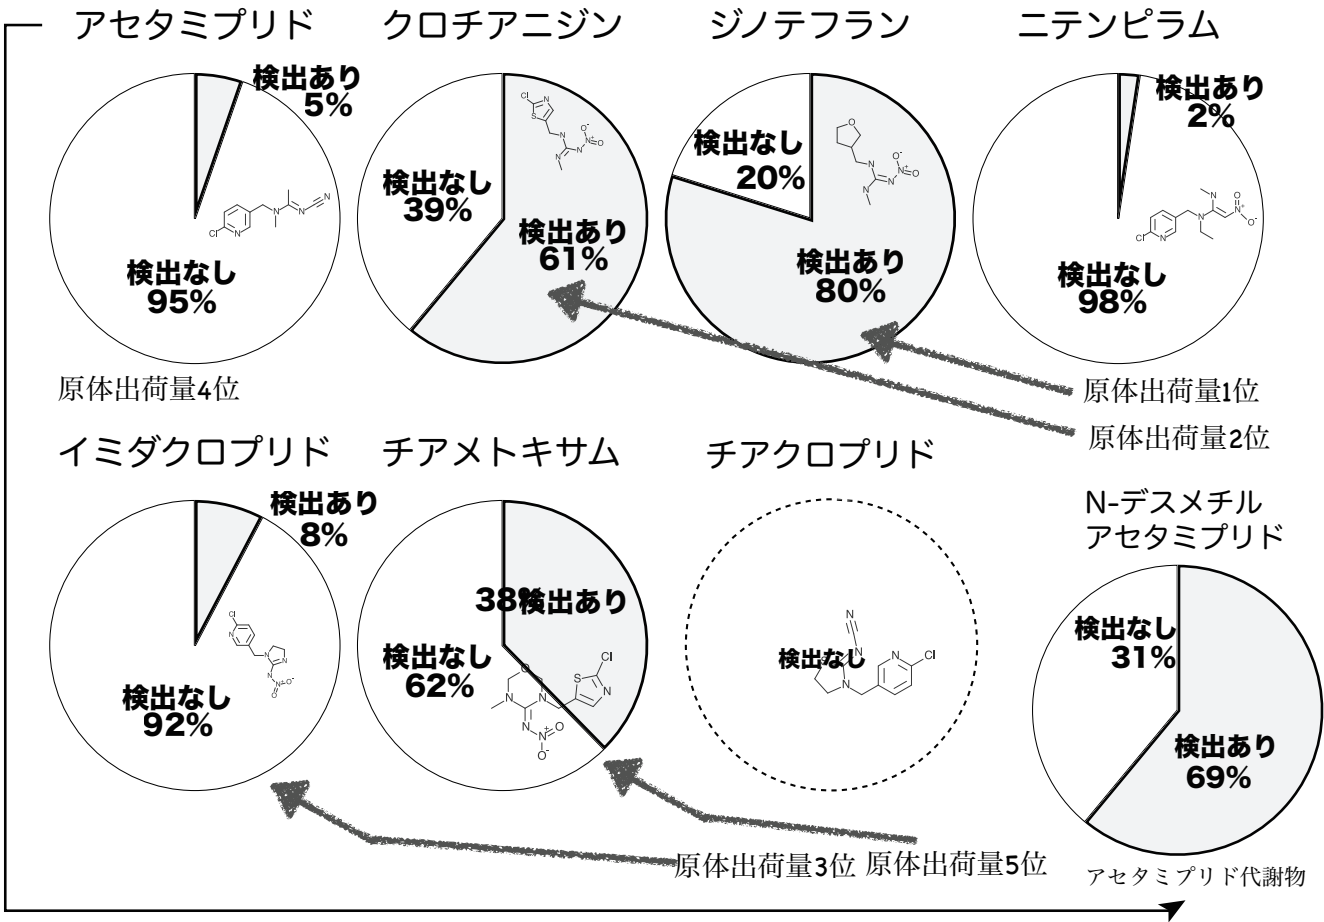 アセタミプリド
クロチアニジン
ジノテフラン
ニテンピラム
検出あり
5%
検出なし
95%
検出なし
39%
検出あり
61%
検出なし
20%
検出あり
80%
検出あり
2%
検出なし
98%
原体出荷量4位
原体出荷量1位
原体出荷量2位
イミダクロプリド
チアメトキサム
チアクロプリド
N-デスメチル
アセタミプリド
検出あり
8%
検出なし
92%
38%
検出あり
検出なし
62%
検出なし
検出なし
31%
検出あり
69%
原体出荷量3位
原体出荷量5位
アセタミプリド代謝物